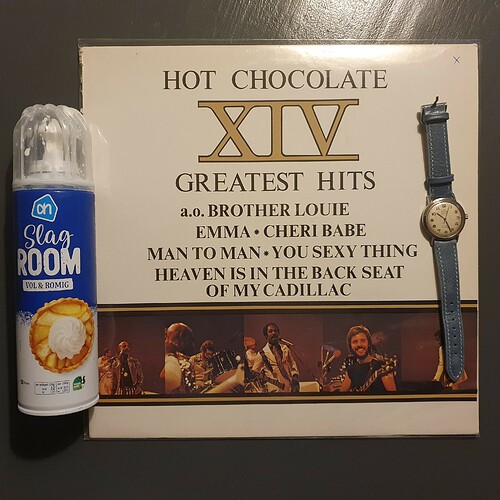 HOT CHOCOLATE
XIV
GREATEST HITS
a.o. BROTHER LOUIE
EMMA • CHERI BABE
MAN TO MAN • YOU SEXY THING
HEAVEN IS IN THE BACK SEAT
OF MY CADILLAC
ah
Slag
ROOM
VOL & ROMIG